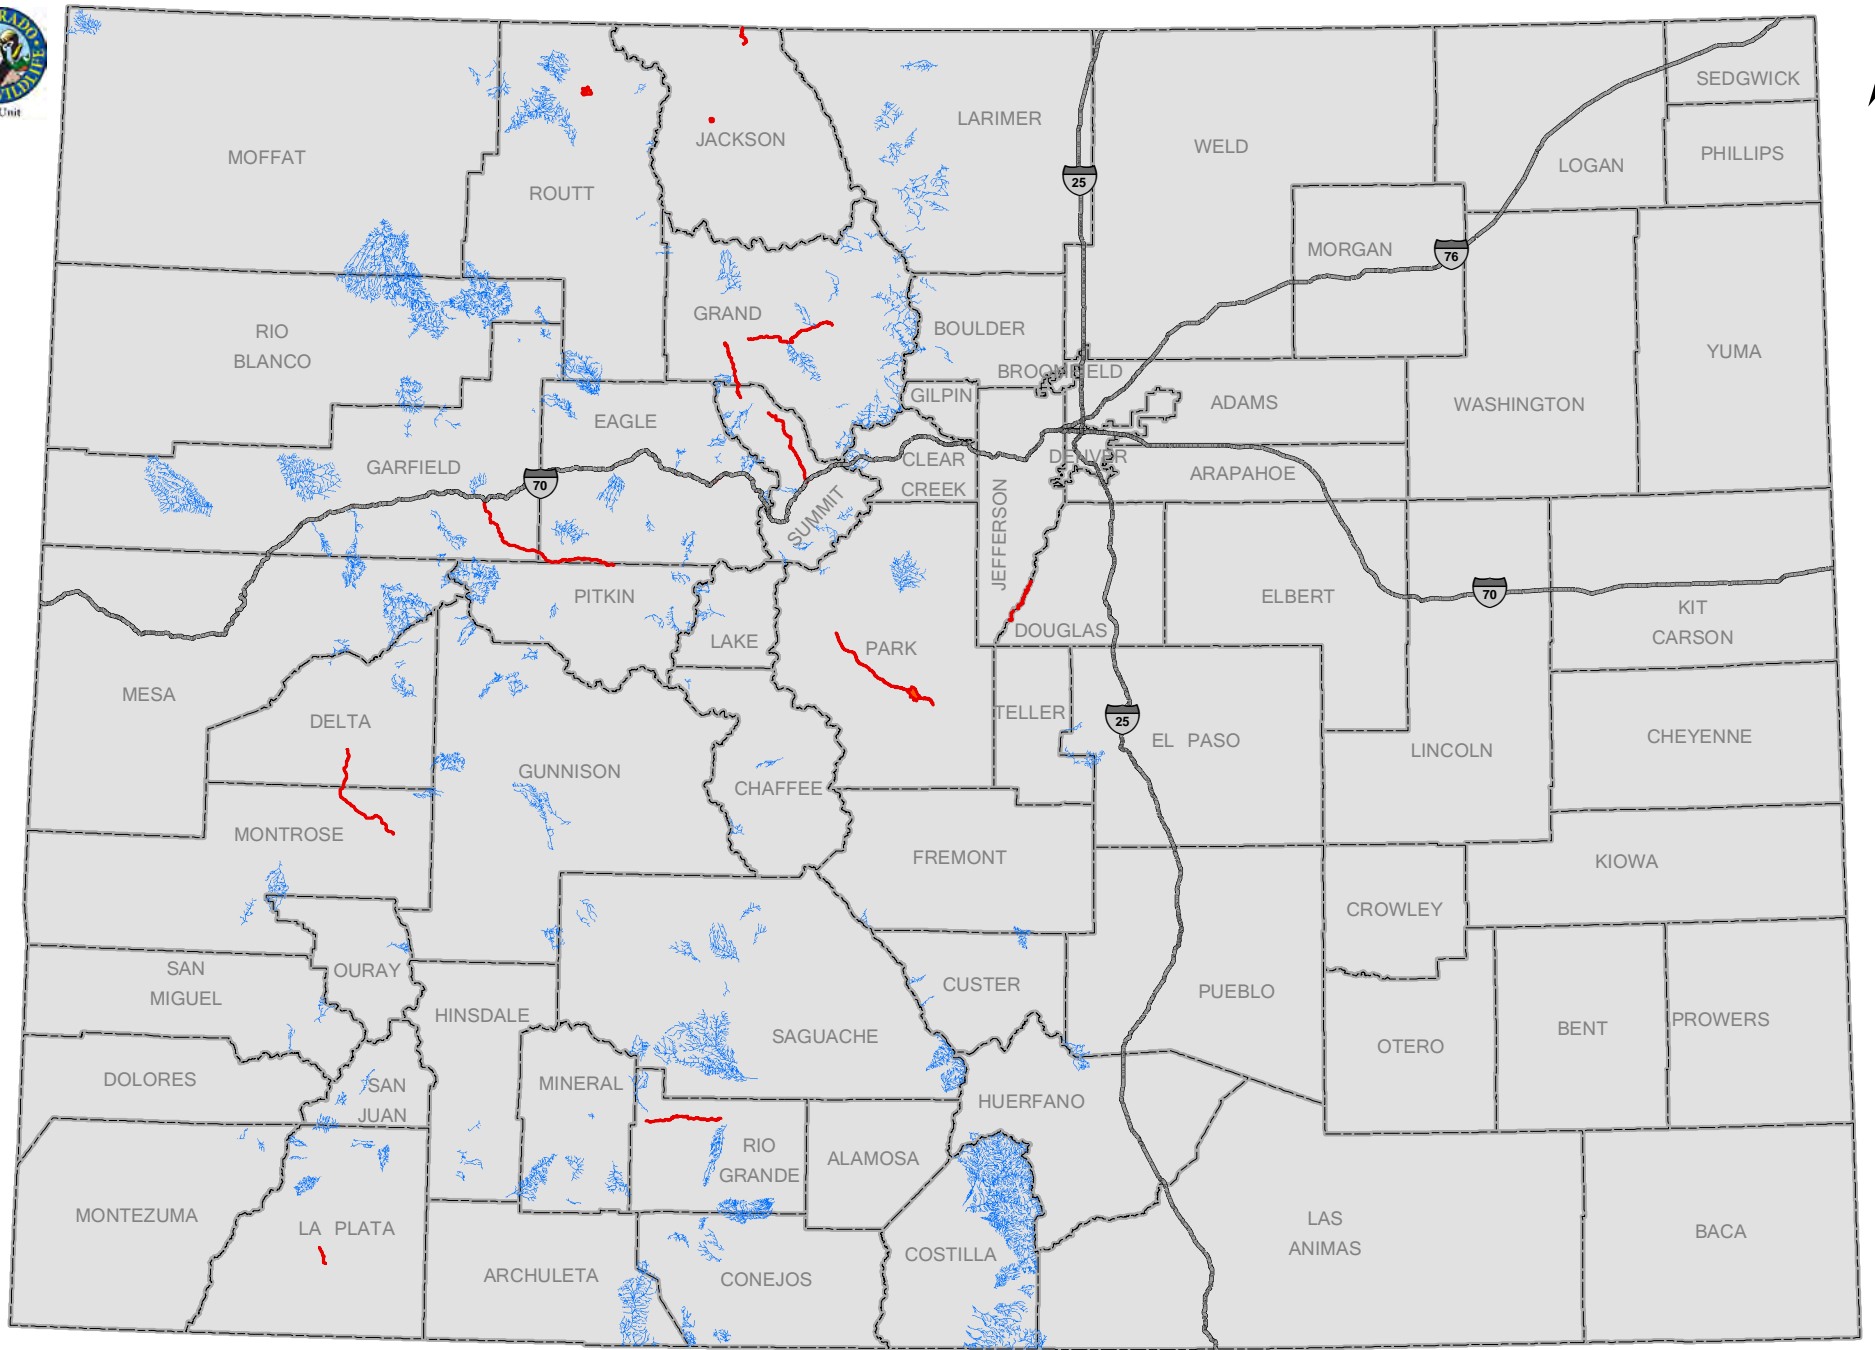 RADO
WILDLIFE
Unit
SEDGWICK
LARIMER
JACKSON
WELD
PHILLIPS
MOFFAT
LOGAN
25
ROUTT
MORGAN
76
GRAND
BOULDER
RIO
BLANCO
YUMA
BROOMFIELD
GILPIN
ADAMS
WASHINGTON
EAGLE
DENVER
CLEAR
CREEK
GARFIELD
ARAPAHOE
70
SUMMIT
JEFFERSON
PITKIN
ELBERT
70
KIT
CARSON
DOUGLAS
LAKE
PARK
MESA
TELLER
25
DELTA
EL PASO
CHEYENNE
LINCOLN
GUNNISON
CHAFFEE
MONTROSE
FREMONT
KIOWA
CROWLEY
SAN
MIGUEL
OURAY
CUSTER
PUEBLO
HINSDALE
PROWERS
BENT
SAGUACHE
OTERO
DOLORES
SAN
JUAN
MINERAL
HUERFANO
RIO
GRANDE
ALAMOSA
MONTEZUMA
LA PLATA
LAS
ANIMAS
BACA
COSTILLA
ARCHULETA
CONEJOS